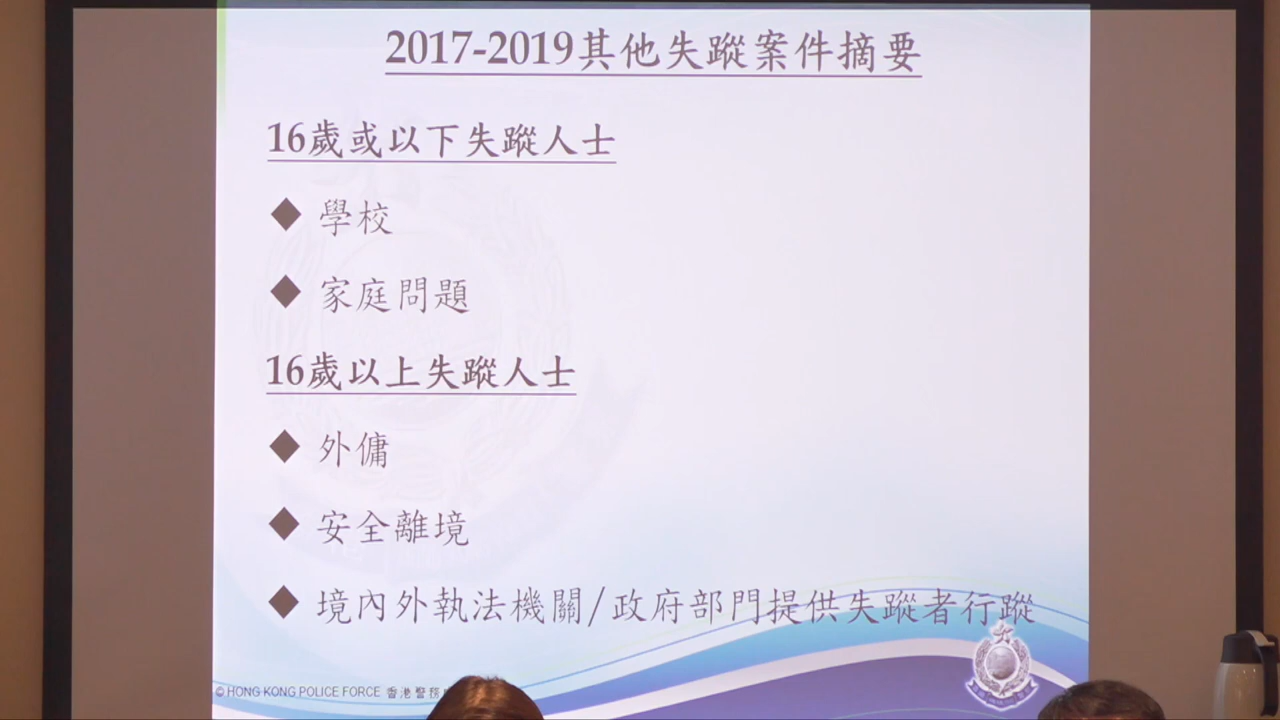 2017-2019其他失蹤案件摘要
16歲或以下失蹤人士
學校
家庭問題
16歲以上失蹤人士
外傭
安全離境
境內外執法機關/政府部門提供失蹤者行蹤
© HONG KONG POLICE FORCE 香港警務